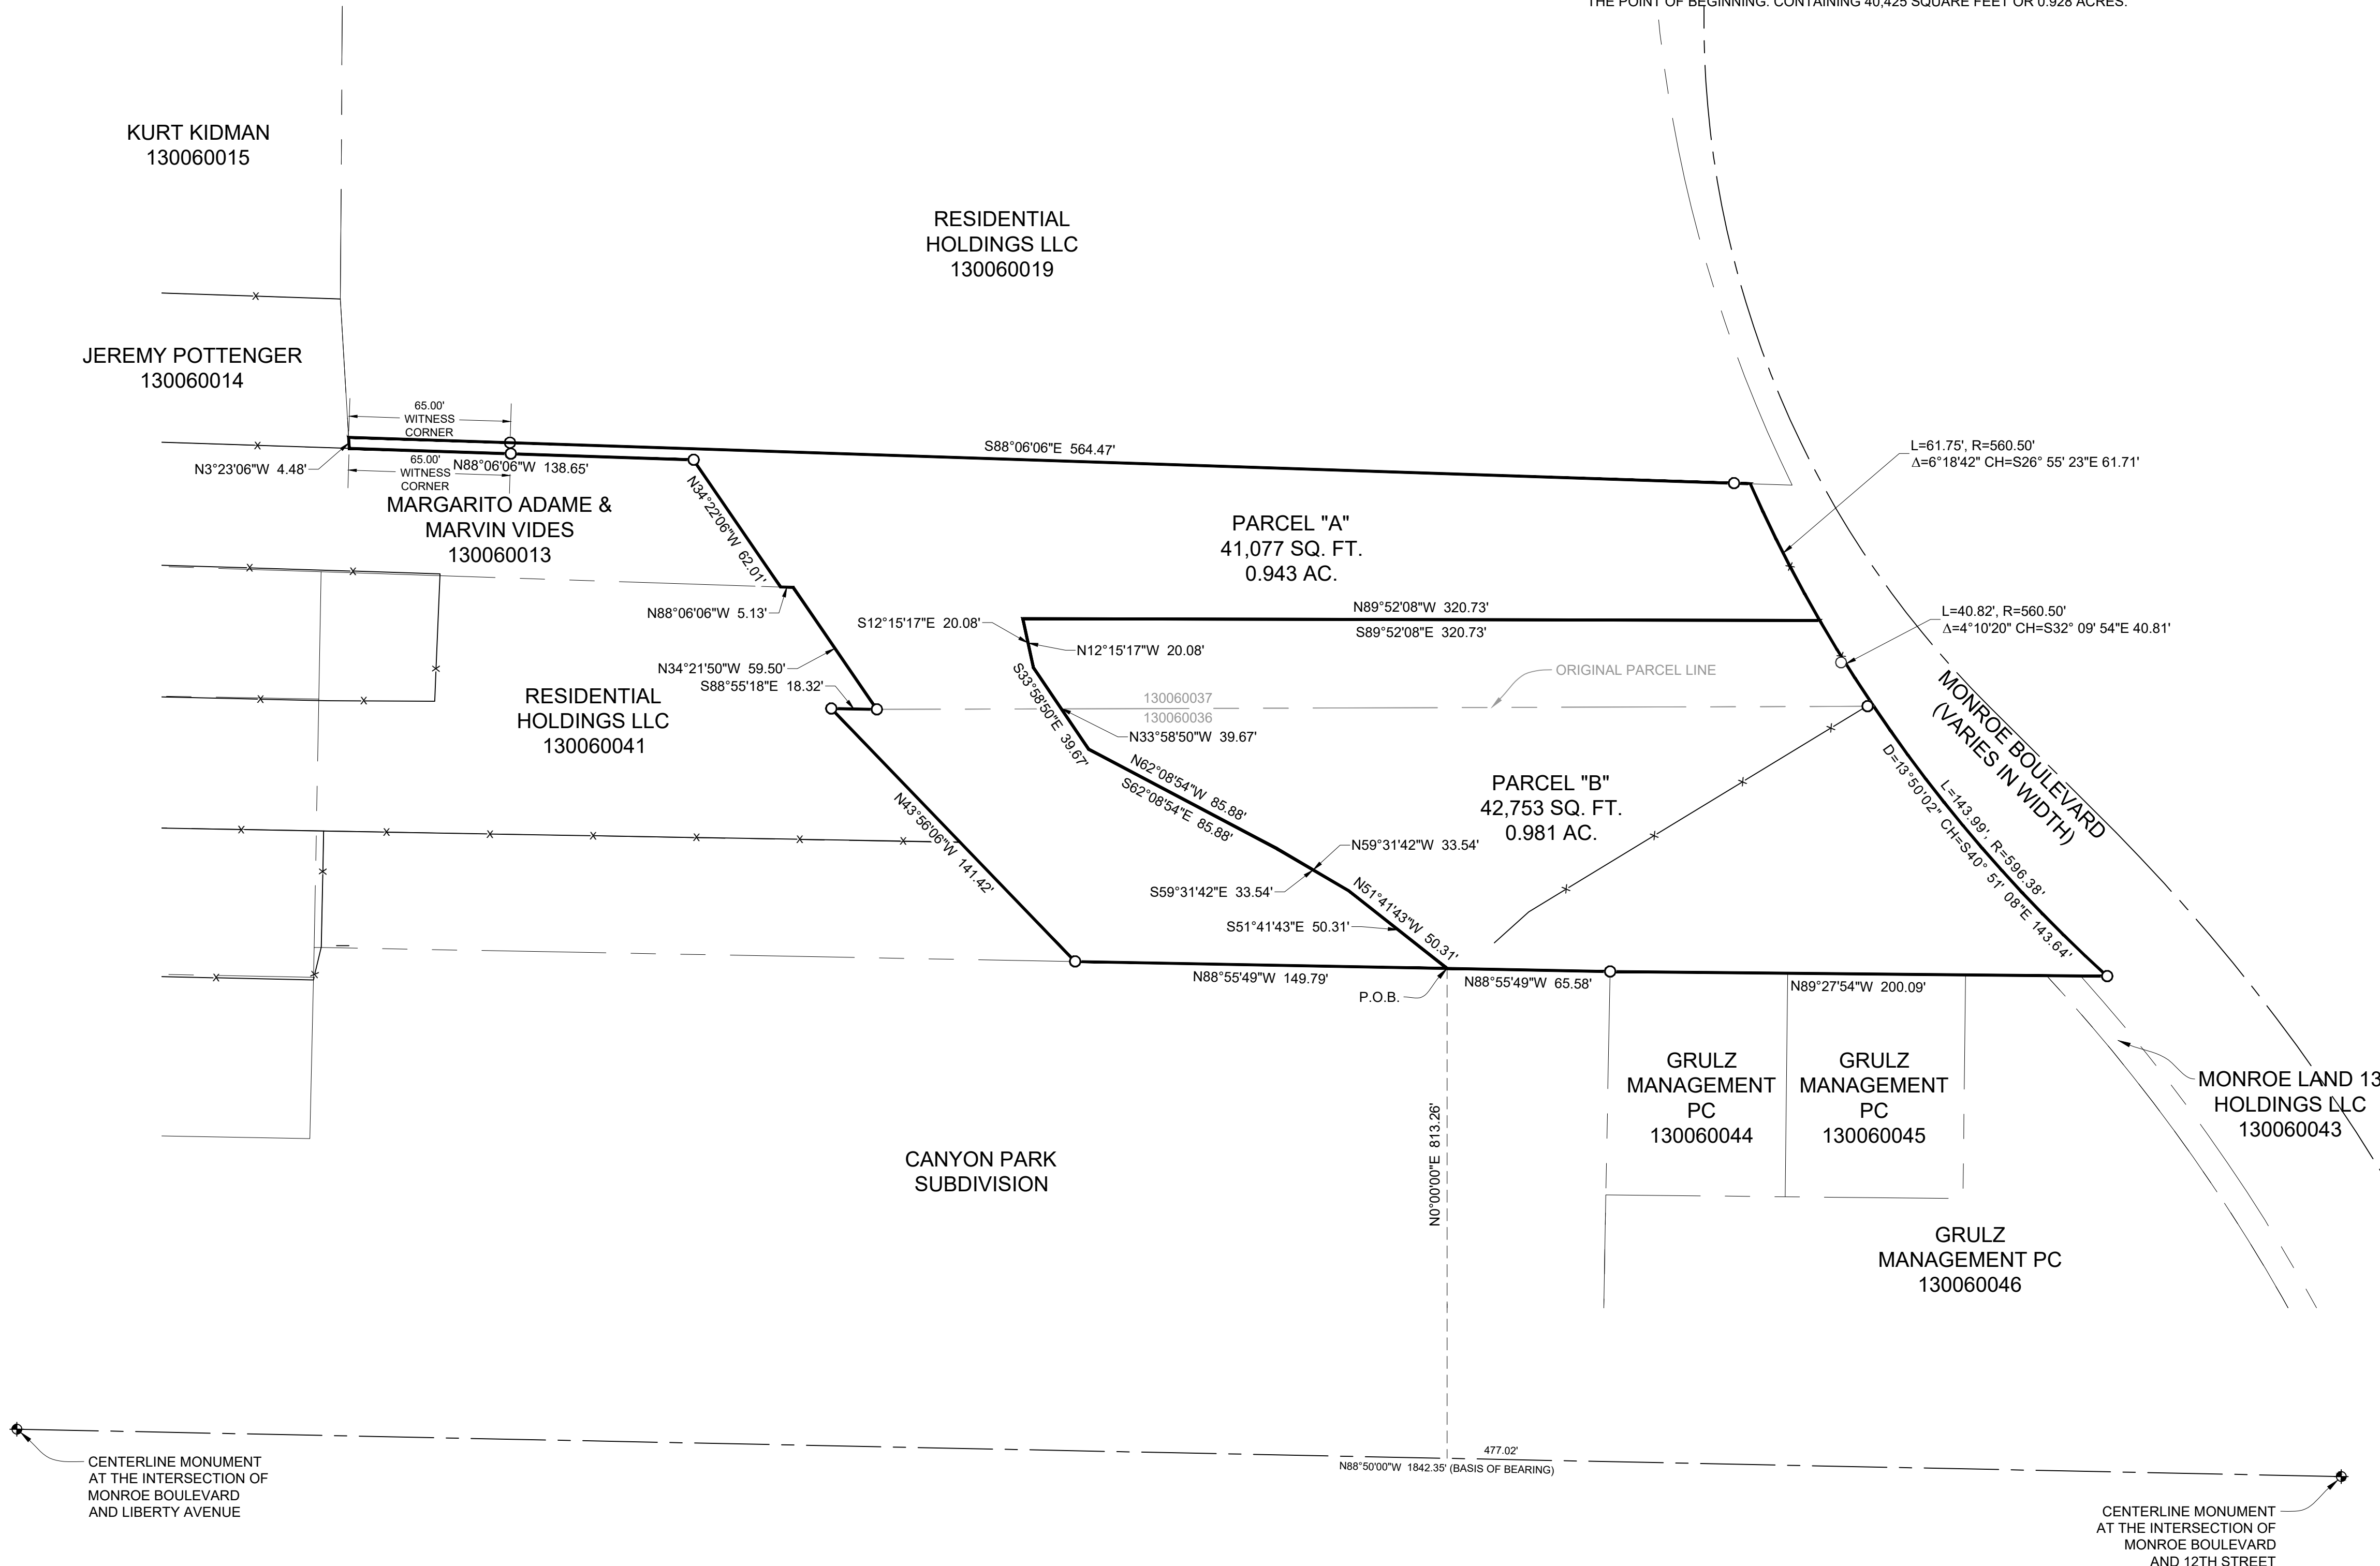 THE POINT OF BEGINNING. CONTAINING 40,425 SQUARE FEET OR 0.928 ACRES.
KURT KIDMAN
130060015
RESIDENTIAL
HOLDINGS LLC
130060019
JEREMY POTTENGER
130060014
65.00'
WITNESS
CORNER
S88°06'06"E 564.47'
L=61.75', R=560.50'
Δ=6°18'42" CH=S26° 55' 23"E 61.71'
N3°23'06"W 4.48'
65.00'
WITNESS
CORNER
N88°06'06"W 138.65'
MARGARITO ADAME &
MARVIN VIDES
130060013
N34°22'06"W 62.01'
PARCEL "A"
41,077 SQ. FT.
0.943 AC.
N88°06'06"W 5.13'
N89°52'08"W 320.73'
S89°52'08"E 320.73'
L=40.82', R=560.50'
Δ=4°10'20" CH=S32° 09' 54"E 40.81'
S12°15'17"E 20.08'
N12°15'17"W 20.08'
N34°21'50"W 59.50'
S88°55'18"E 18.32'
S33°58'50"E 39.67'
ORIGINAL PARCEL LINE
130060037
130060036
N33°58'50"W 39.67'
RESIDENTIAL
HOLDINGS LLC
130060041
MONROE BOULEVARD
(VARIES IN WIDTH)
N62°08'54"W 85.88'
S62°08'54"E 85.88'
PARCEL "B"
42,753 SQ. FT.
0.981 AC.
L=143.99', R=596.38'
D=13°50'02" CH=S40° 51' 08"E 143.64'
N43°56'06"W 141.42'
N59°31'42"W 33.54'
S59°31'42"E 33.54'
N51°41'43"W 50.31'
S51°41'43"E 50.31'
N88°55'49"W 149.79'
P.O.B.
N88°55'49"W 65.58'
N89°27'54"W 200.09'
GRULZ
MANAGEMENT
PC
130060044
GRULZ
MANAGEMENT
PC
130060045
MONROE LAND 13
HOLDINGS LLC
130060043
N0°00'00"E 813.26'
CANYON PARK
SUBDIVISION
GRULZ
MANAGEMENT PC
130060046
477.02'
N88°50'00"W 1842.35' (BASIS OF BEARING)
CENTERLINE MONUMENT
AT THE INTERSECTION OF
MONROE BOULEVARD
AND LIBERTY AVENUE
CENTERLINE MONUMENT
AT THE INTERSECTION OF
MONROE BOULEVARD
AND 12TH STREET